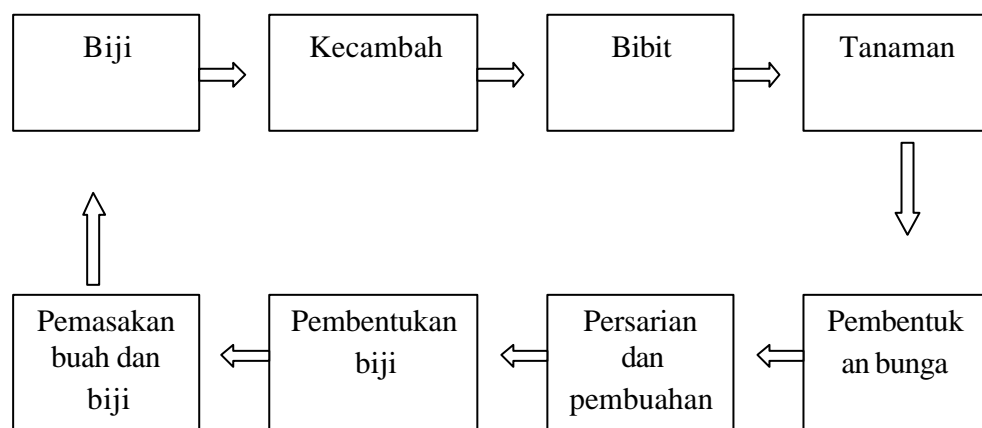 Biji
Kecambah
Bibit
Tanaman
Pemasakan
buah dan
biji
Pembentukan
biji
Persarian
dan
pembuahan
Pembentuk
an bunga